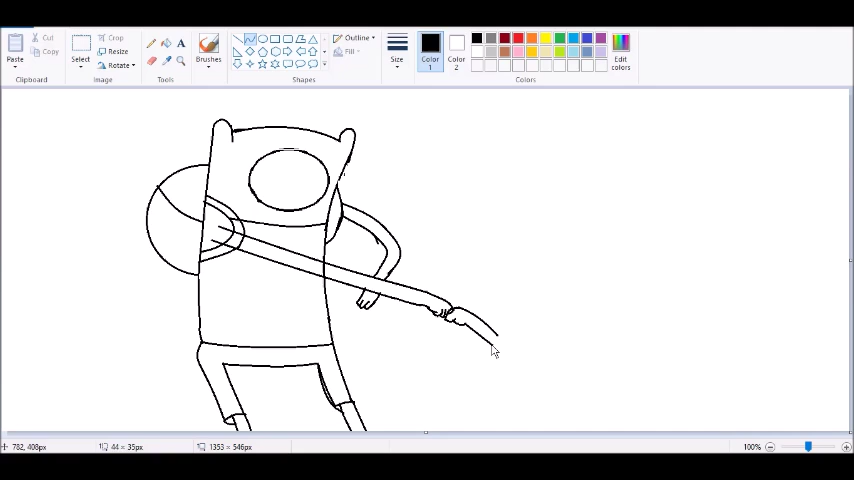 Paste
Cut
Copy
Clipboard
Select
Crop
Resize
Rotate
Image
A
Tools
Brushes
Outline
Fill
Shapes
Size
Color
1
Color
2
Edit
colors
Colors
782, 408px
44 × 35px
1353 × 546px
100%